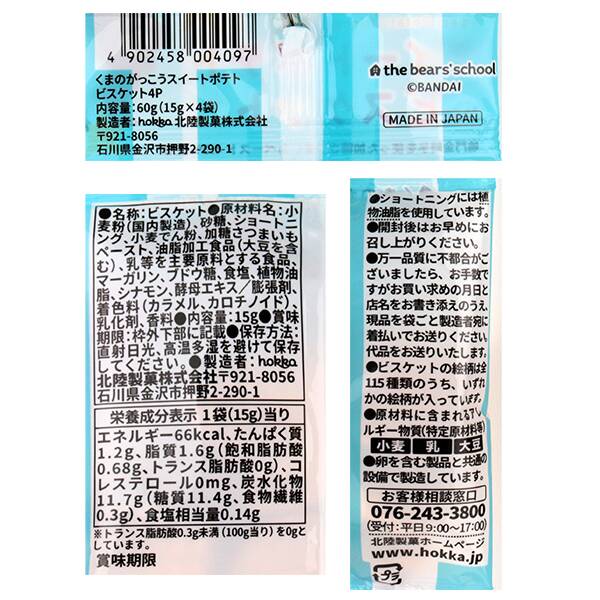 4 902458 004097
くまのがっこうスイートポテト
ビスケット4P
内容量:60g(15g×4袋)
製造者:hokka 北陸製菓株式会社
〒921-8056
石川県金沢市押野2-290-1
the bears' school
©BANDAI
MADE IN JAPAN
●名称:ビスケット●原材料名:小
麦粉(国内製造)、砂糖、ショートニ
ング、小麦でん粉、加糖さつまいも
ペースト、油脂加工食品(大豆を含
む)、乳等を主要原料とする食品、
マーガリン、ブドウ糖、食塩、植物油
脂、シナモン、酵母エキス/膨張剤、
着色料(カラメル、カロチノイド)、
乳化剤、香料●内容量:15g●賞味
期限:枠外下部に記載●保存方法:
直射日光、高温多湿を避けて保存
してください。●製造者:hokka
北陸製菓株式会社〒921-8056
石川県金沢市押野2-290-1
栄養成分表示 1袋(15g)当り
エネルギー66kcal、たんぱく質
1.2g、脂質1.6g(飽和脂肪酸
0.68g、トランス脂肪酸0g)、コ
レステロール0mg、炭水化物
11.7g(糖質11.4g、食物繊維
0.3g)、食塩相当量0.14g
※トランス脂肪酸0.3g未満(100g当り)を0gと
しています。
賞味期限
●ショートニングには植
物油脂を使用しています。
●開封後はお早めにお
召し上がりください。
●万一品質に不都合がご
ざいましたら、お手数で
すがお買い求めの月日と
店名をお書き添えのうえ、
現品を袋ごと製造者宛に
着払いでお送りください。
代品をお送りいたします。
●ビスケットの絵柄は全
115種類のうち、いずれ
かの絵柄が入っています。
●原材料に含まれるアレ
ルギー物質(特定原材料等)
小麦 乳 大豆
●卵を含む製品と共通の
設備で製造しています。
お客様相談窓口
076-243-3800
(受付:平日9:00~17:00)
北陸製菓ホームページ
www.hokka.jp
プラ